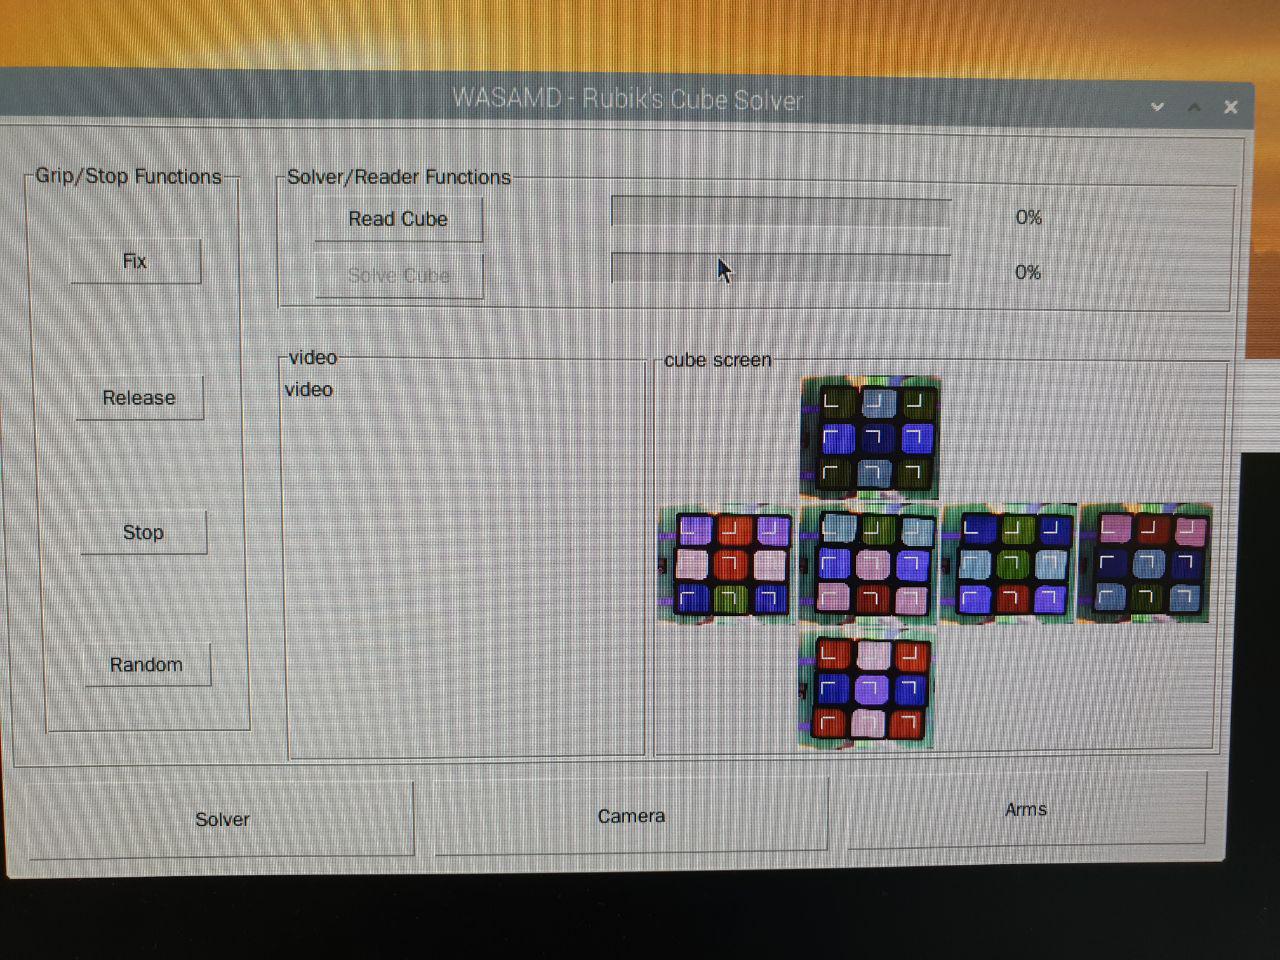 WASAMD - Rubik's Cube Solver
Grip/Stop Functions
Fix
Release
Stop
Random
Solver/Reader Functions
Read Cube
0%
Solve Cube
0%
video
video
cube screen
Solver
Camera
Arms